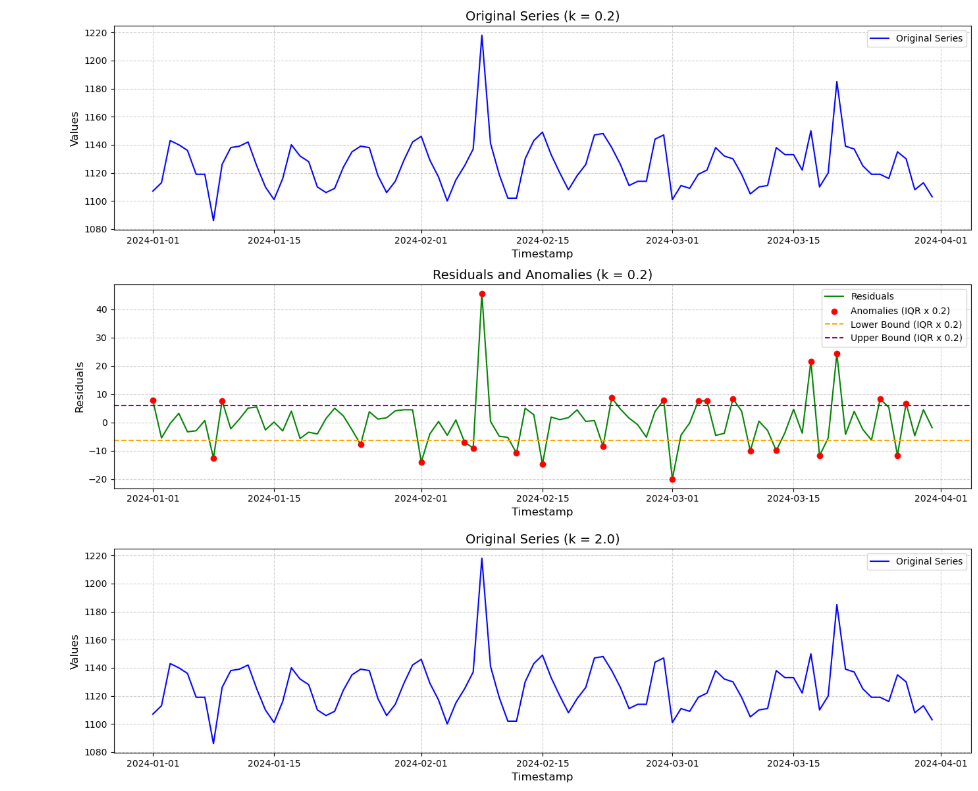 Original Series (k = 0.2)
1220
1200
1180
1160
1140
1120
1100
1080
Values
Original Series
2024-01-01 2024-01-15 2024-02-01 2024-02-15 2024-03-01 2024-03-15 2024-04-01
Timestamp
Residuals and Anomalies (k = 0.2)
40
30
20
10
0
−10
−20
Residuals
Residuals
Anomalies (IQR x 0.2)
Lower Bound (IQR x 0.2)
Upper Bound (IQR x 0.2)
2024-01-01 2024-01-15 2024-02-01 2024-02-15 2024-03-01 2024-03-15 2024-04-01
Timestamp
Original Series (k = 2.0)
1220
1200
1180
1160
1140
1120
1100
1080
Values
Original Series
2024-01-01 2024-01-15 2024-02-01 2024-02-15 2024-03-01 2024-03-15 2024-04-01
Timestamp